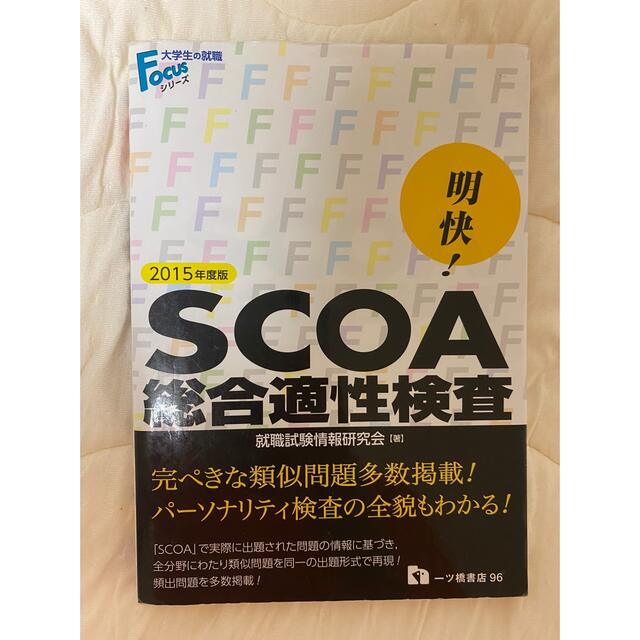 大学生の就職
Focus
シリーズ
明快!
2015年度版
SCOA
総合適性検査
就職試験情報研究会【著】
完ぺきな類似問題多数掲載!
パーソナリティ検査の全貌もわかる!
「SCOA」で実際に出題された問題の情報に基づき,
全分野にわたり類似問題を同一の出題形式で再現!
頻出問題を多数掲載!
一ツ橋書店 96